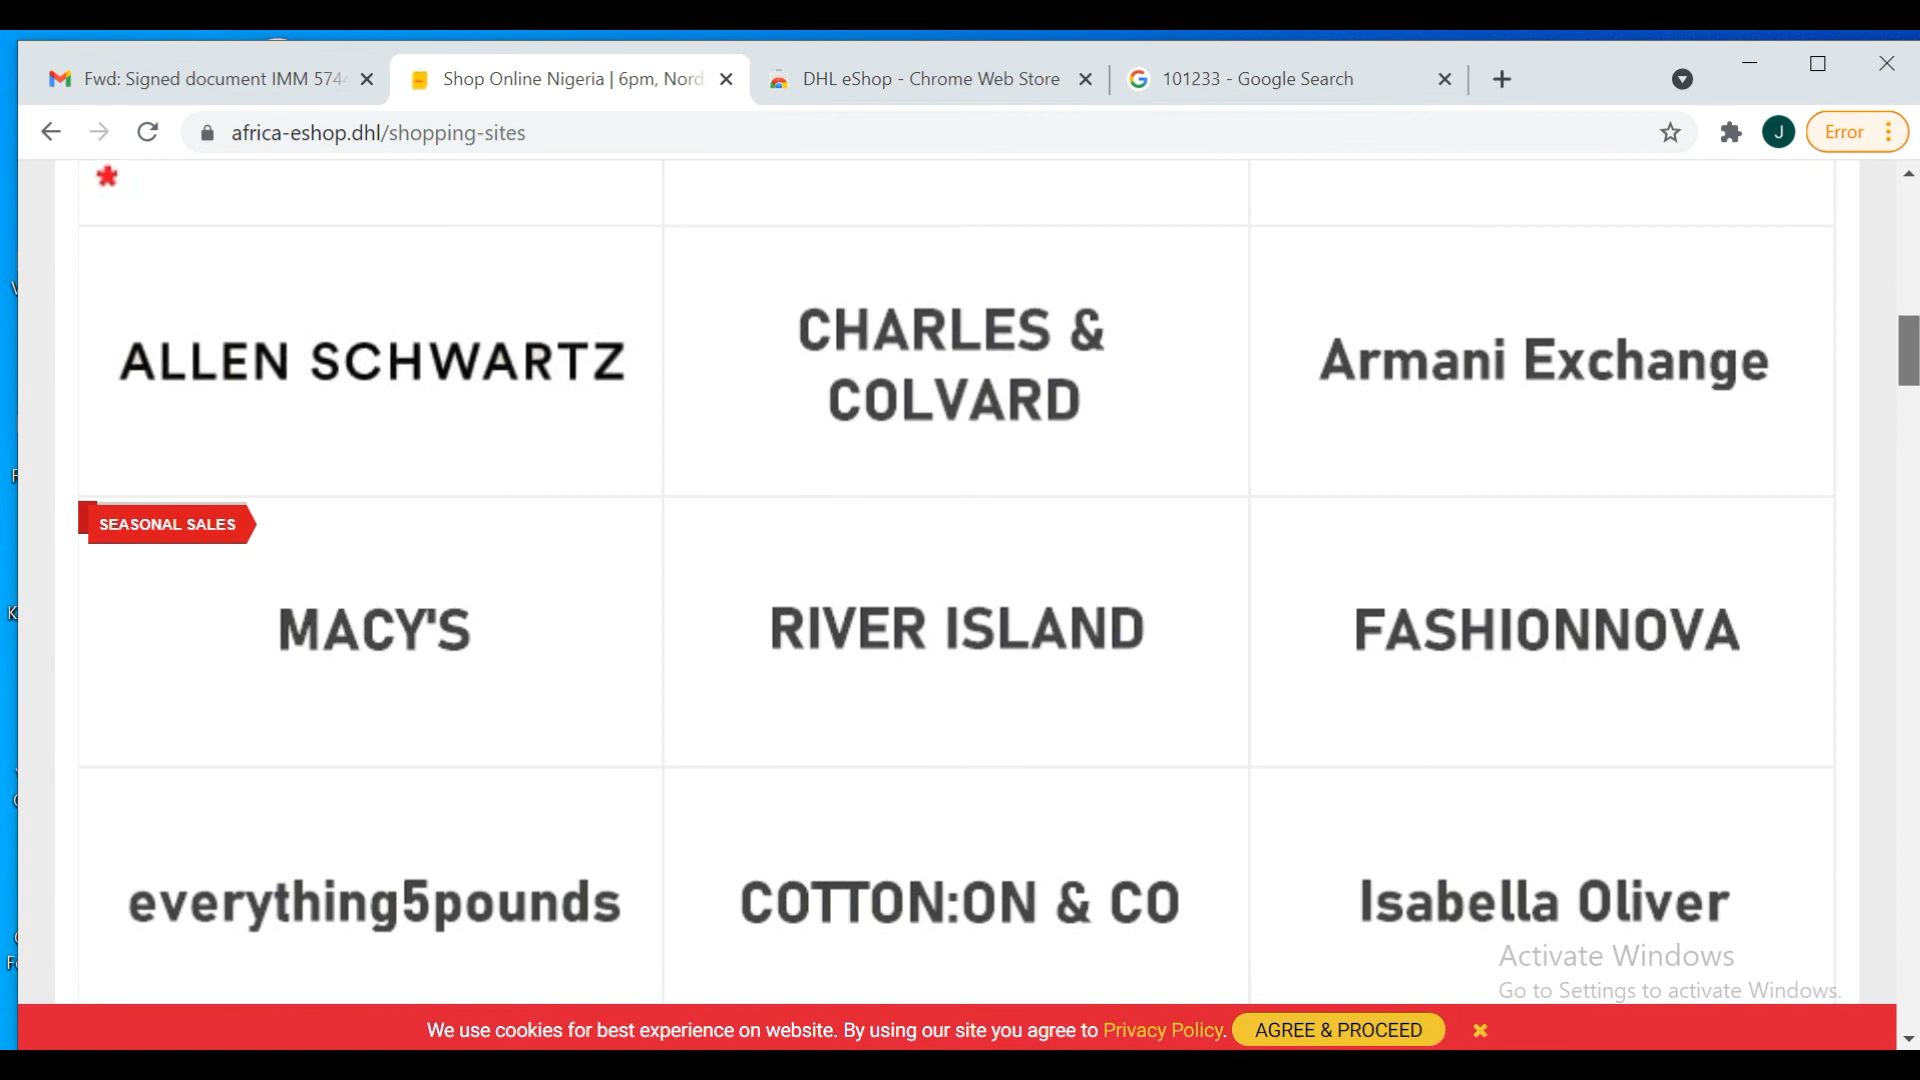 Fwd: Signed document IMM 574
Shop Online Nigeria | 6pm, Nord
DHL eShop - Chrome Web Store
101233 - Google Search
africa-eshop.dhl/shopping-sites
J
Error
*
ALLEN SCHWARTZ
CHARLES &
COLVARD
Armani Exchange
SEASONAL SALES
MACY'S
RIVER ISLAND
FASHIONNOVA
everything5pounds
COTTON:ON & CO
Isabella Oliver
Activate Windows
Go to Settings to activate Windows.
We use cookies for best experience on website. By using our site you agree to Privacy Policy. AGREE & PROCEED